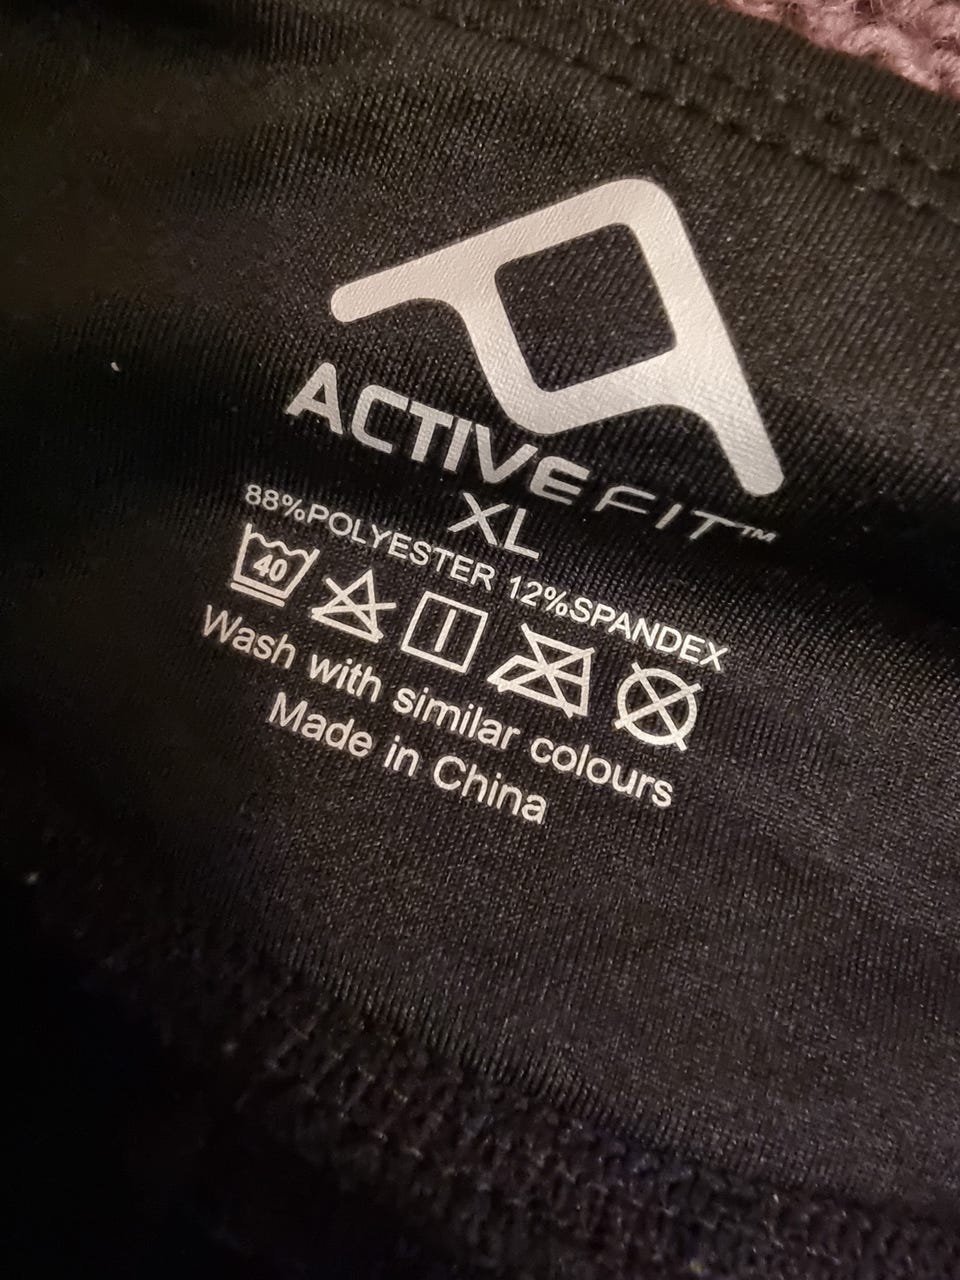 ACTIVEFIT™
XL
88%POLYESTER 12%SPANDEX
40
Wash with similar colours
Made in China